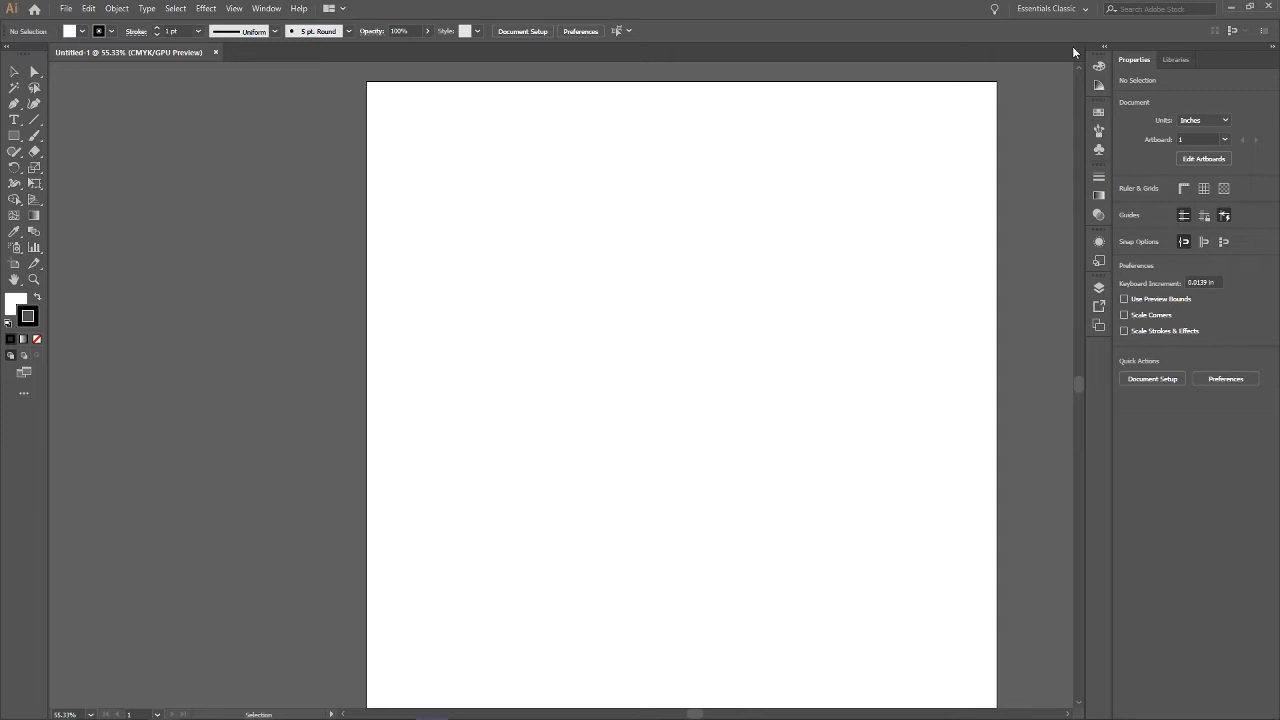 Ai File Edit Object Type Select Effect View Window Help Essentials Classic Search Adobe Stock
No Selection Stroke: 1 pt Uniform 5 pt. Round Opacity: 100% Style: Document Setup Preferences
Untitled-1 @ 55.33% (CMYK/GPU Preview)
Properties Libraries
No Selection
Document
Units: Inches
Artboard: 1
Edit Artboards
Ruler & Grids
Guides
Snap Options
Preferences
Keyboard Increment: 0.0139 in
Use Preview Bounds
Scale Corners
Scale Strokes & Effects
Quick Actions
Document Setup Preferences
55.33% 1 Selection